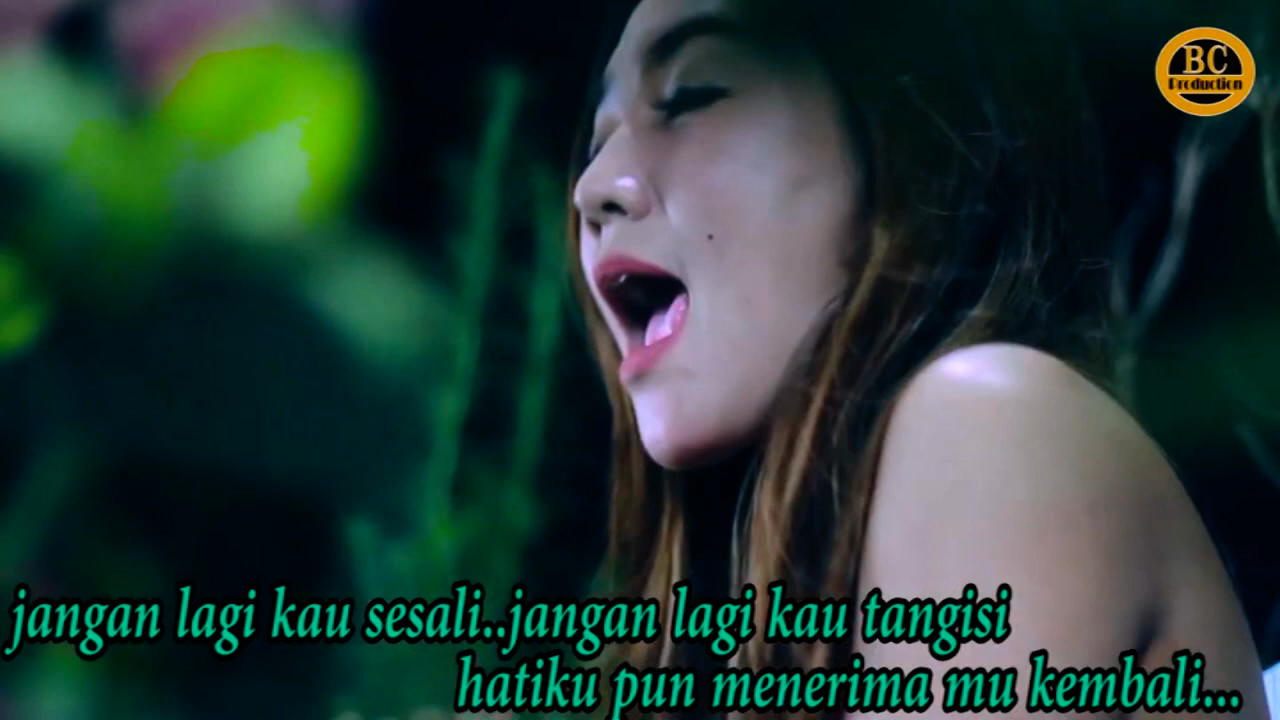 BC
Production
jangan lagi kau sesali..jangan lagi kau tangisi
hatiku pun menerima mu kembali...